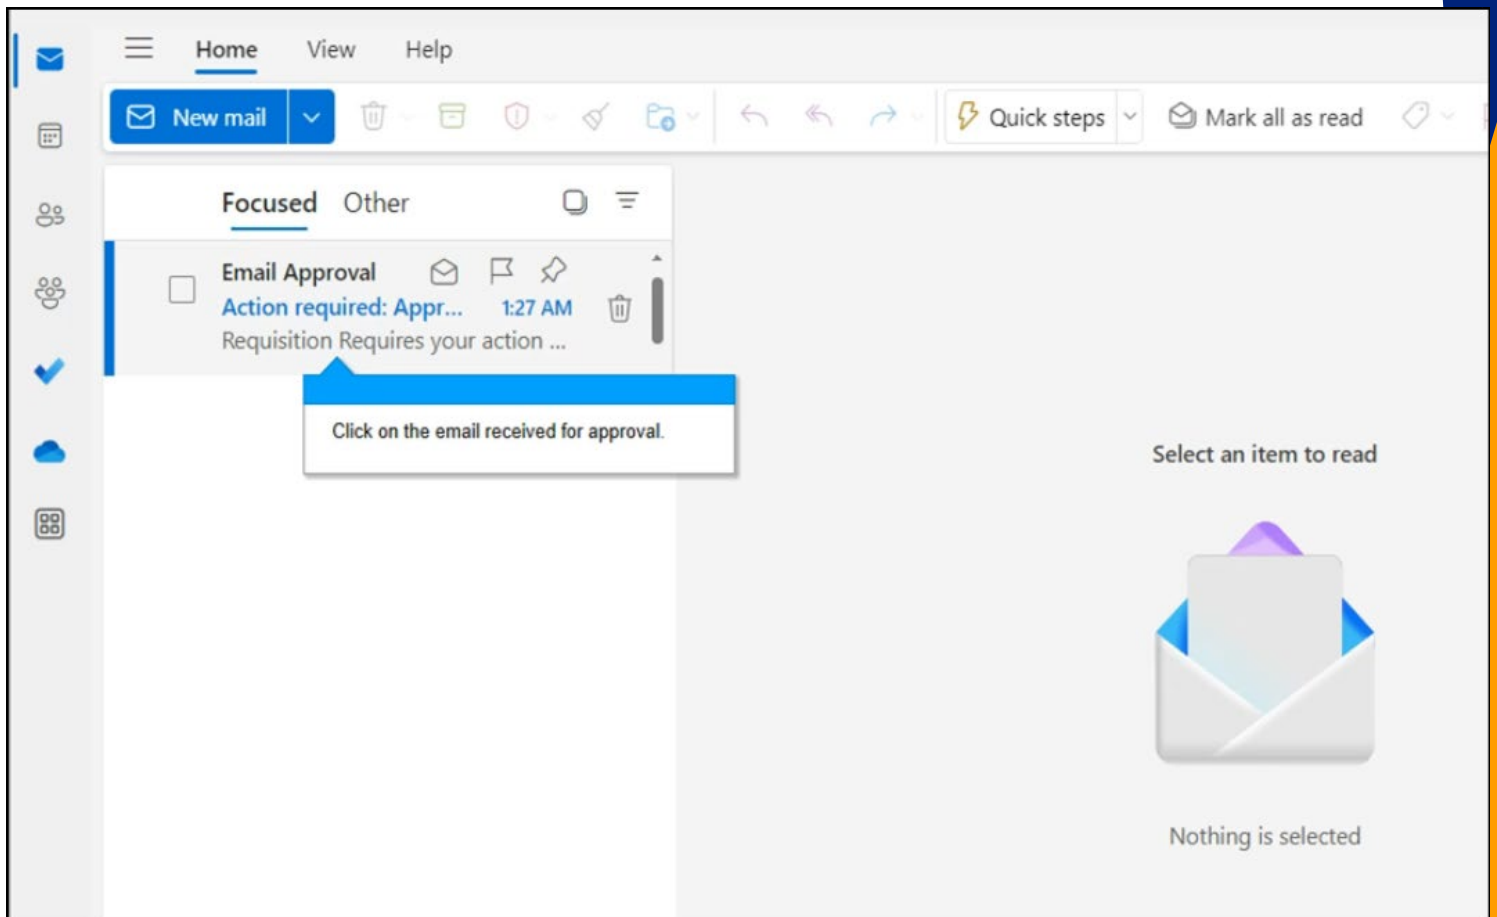 Home View Help
New mail Quick steps Mark all as read
Focused Other
Email Approval
Action required: Appr... 1:27 AM
Requisition Requires your action ...
Click on the email received for approval.
Select an item to read
Nothing is selected